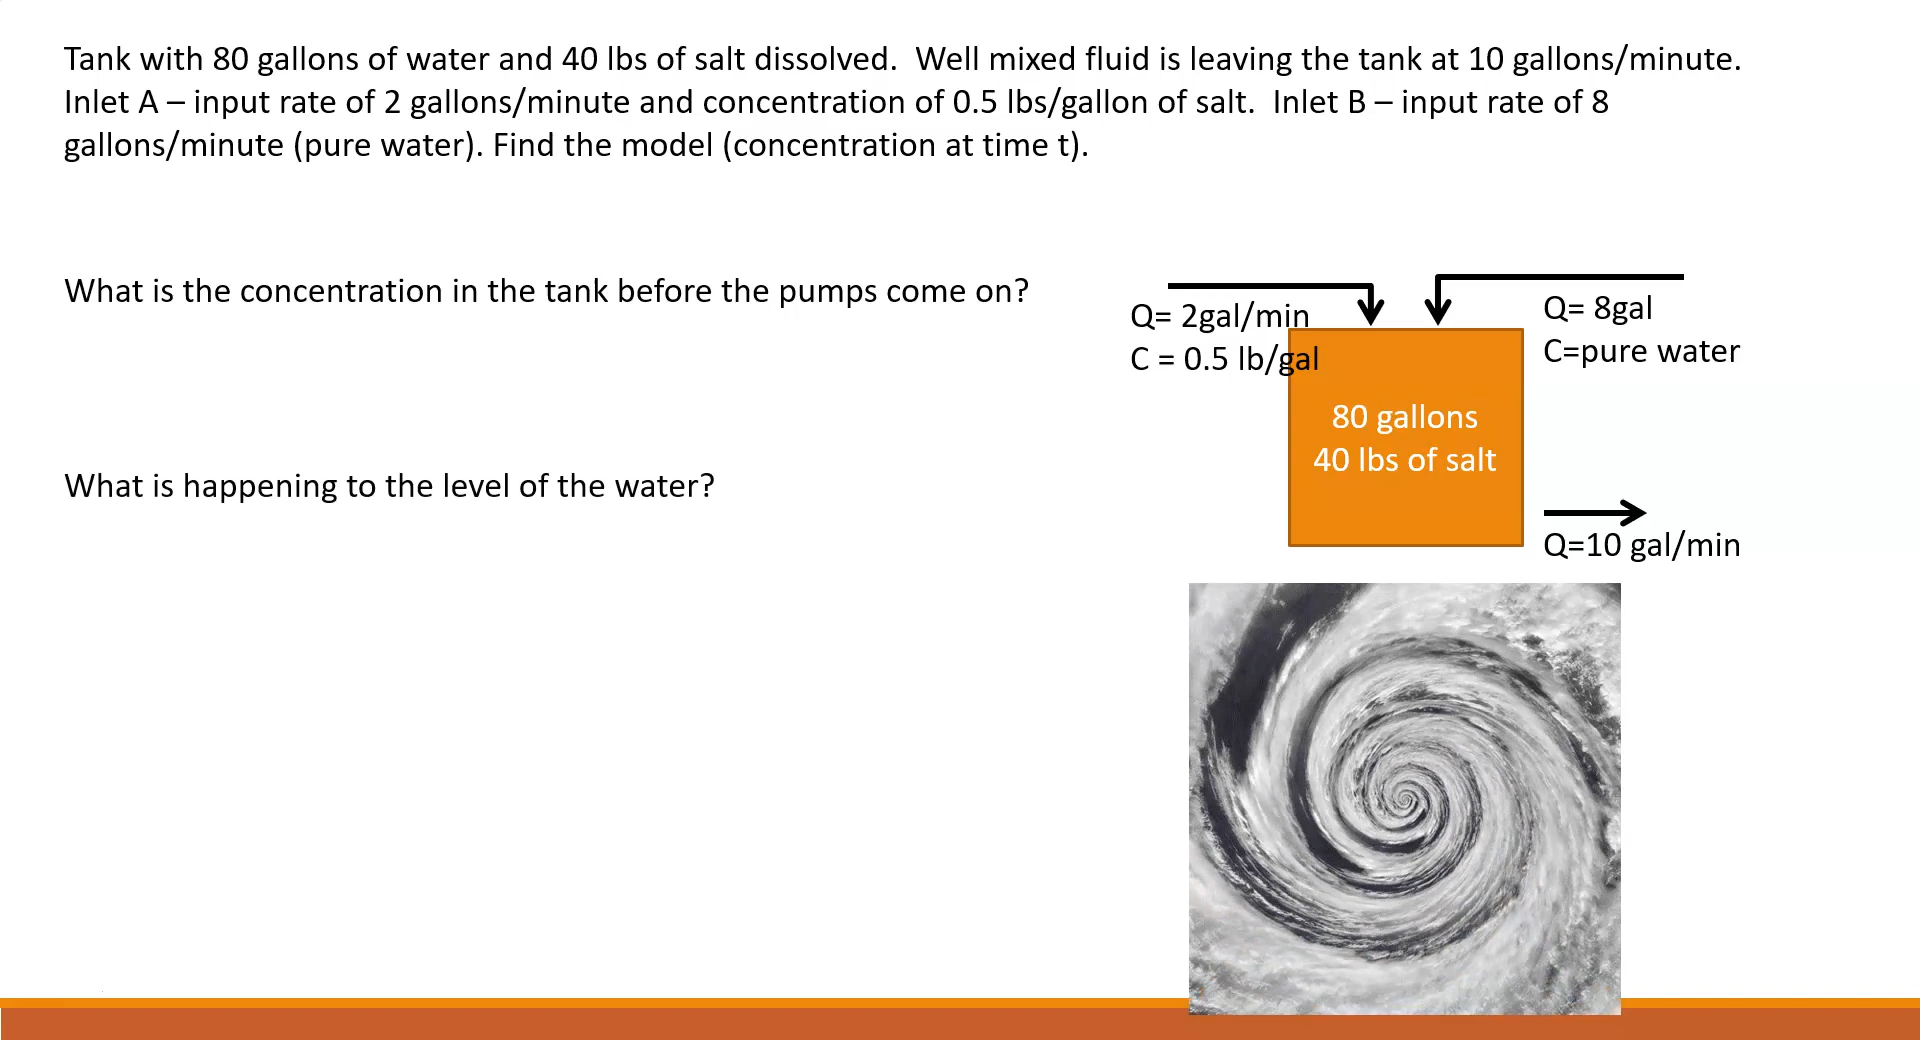 Tank with 80 gallons of water and 40 lbs of salt dissolved.  Well mixed fluid is leaving the tank at 10 gallons/minute.
Inlet A – input rate of 2 gallons/minute and concentration of 0.5 lbs/gallon of salt.  Inlet B – input rate of 8
gallons/minute (pure water). Find the model (concentration at time t).
What is the concentration in the tank before the pumps come on?
Q= 2gal/min
C = 0.5 lb/gal
Q= 8gal
C=pure water
80 gallons
40 lbs of salt
What is happening to the level of the water?
Q=10 gal/min